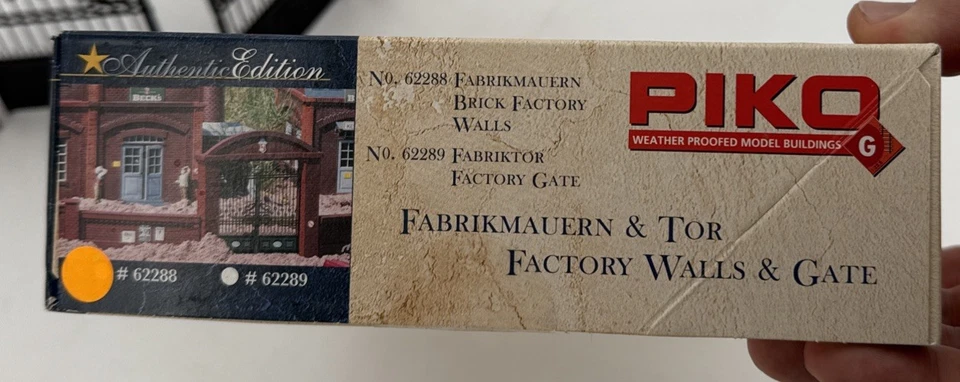 Authentic Edition
BECKS
# 62288
# 62289
No. 62288 FABRIKMAUERN
BRICK FACTORY
WALLS
No. 62289 FABRIKTOR
FACTORY GATE
PIKO
WEATHER PROOFED MODEL BUILDINGS G
FABRIKMAUERN & TOR
FACTORY WALLS & GATE